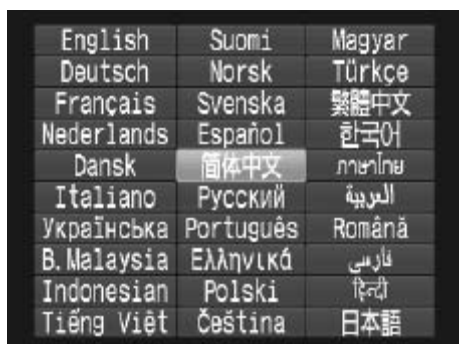 English Suomi Magyar
Deutsch Norsk Türkçe
Français Svenska 繁體中文
Nederlands Español 한국어
Dansk 简体中文 ภาษาไทย
Italiano Русский العربية
Українська Português Română
B.Malaysia Ελληνικά فارسی
Indonesian Polski हिन्दी
Tiếng Việt Čeština 日本語